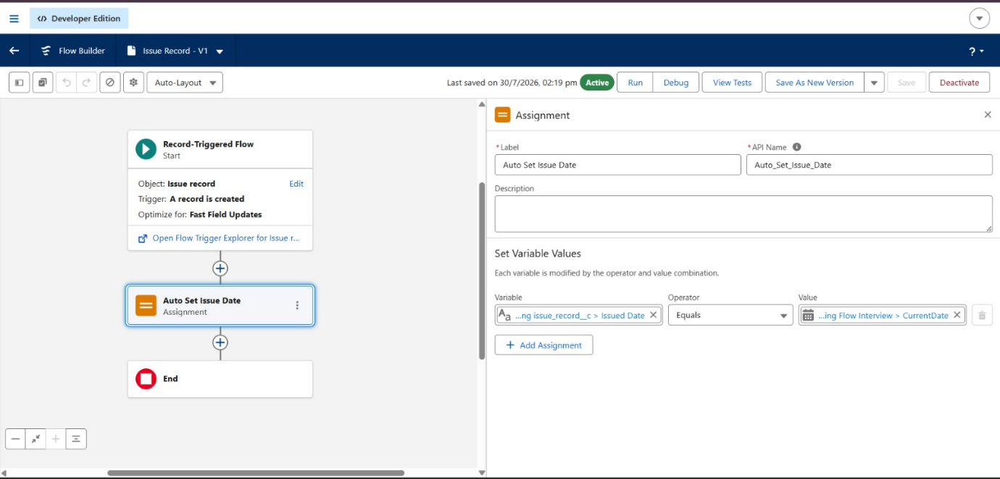 Developer Edition
Flow Builder
Issue Record - V1
?
Auto-Layout
Last saved on 30/7/2026, 02:19 pm
Active
Run
Debug
View Tests
Save As New Version
Save
Deactivate
Record-Triggered Flow
Start
Object: Issue record
Edit
Trigger: A record is created
Optimize for: Fast Field Updates
Open Flow Trigger Explorer for Issue r...
Auto Set Issue Date
Assignment
End
Assignment
*Label
*API Name
Auto Set Issue Date
Auto_Set_Issue_Date
Description
Set Variable Values
Each variable is modified by the operator and value combination.
Variable
Operator
Value
Aa ...ng issue_record__c > Issued Date
Equals
...ing Flow Interview > CurrentDate
+ Add Assignment